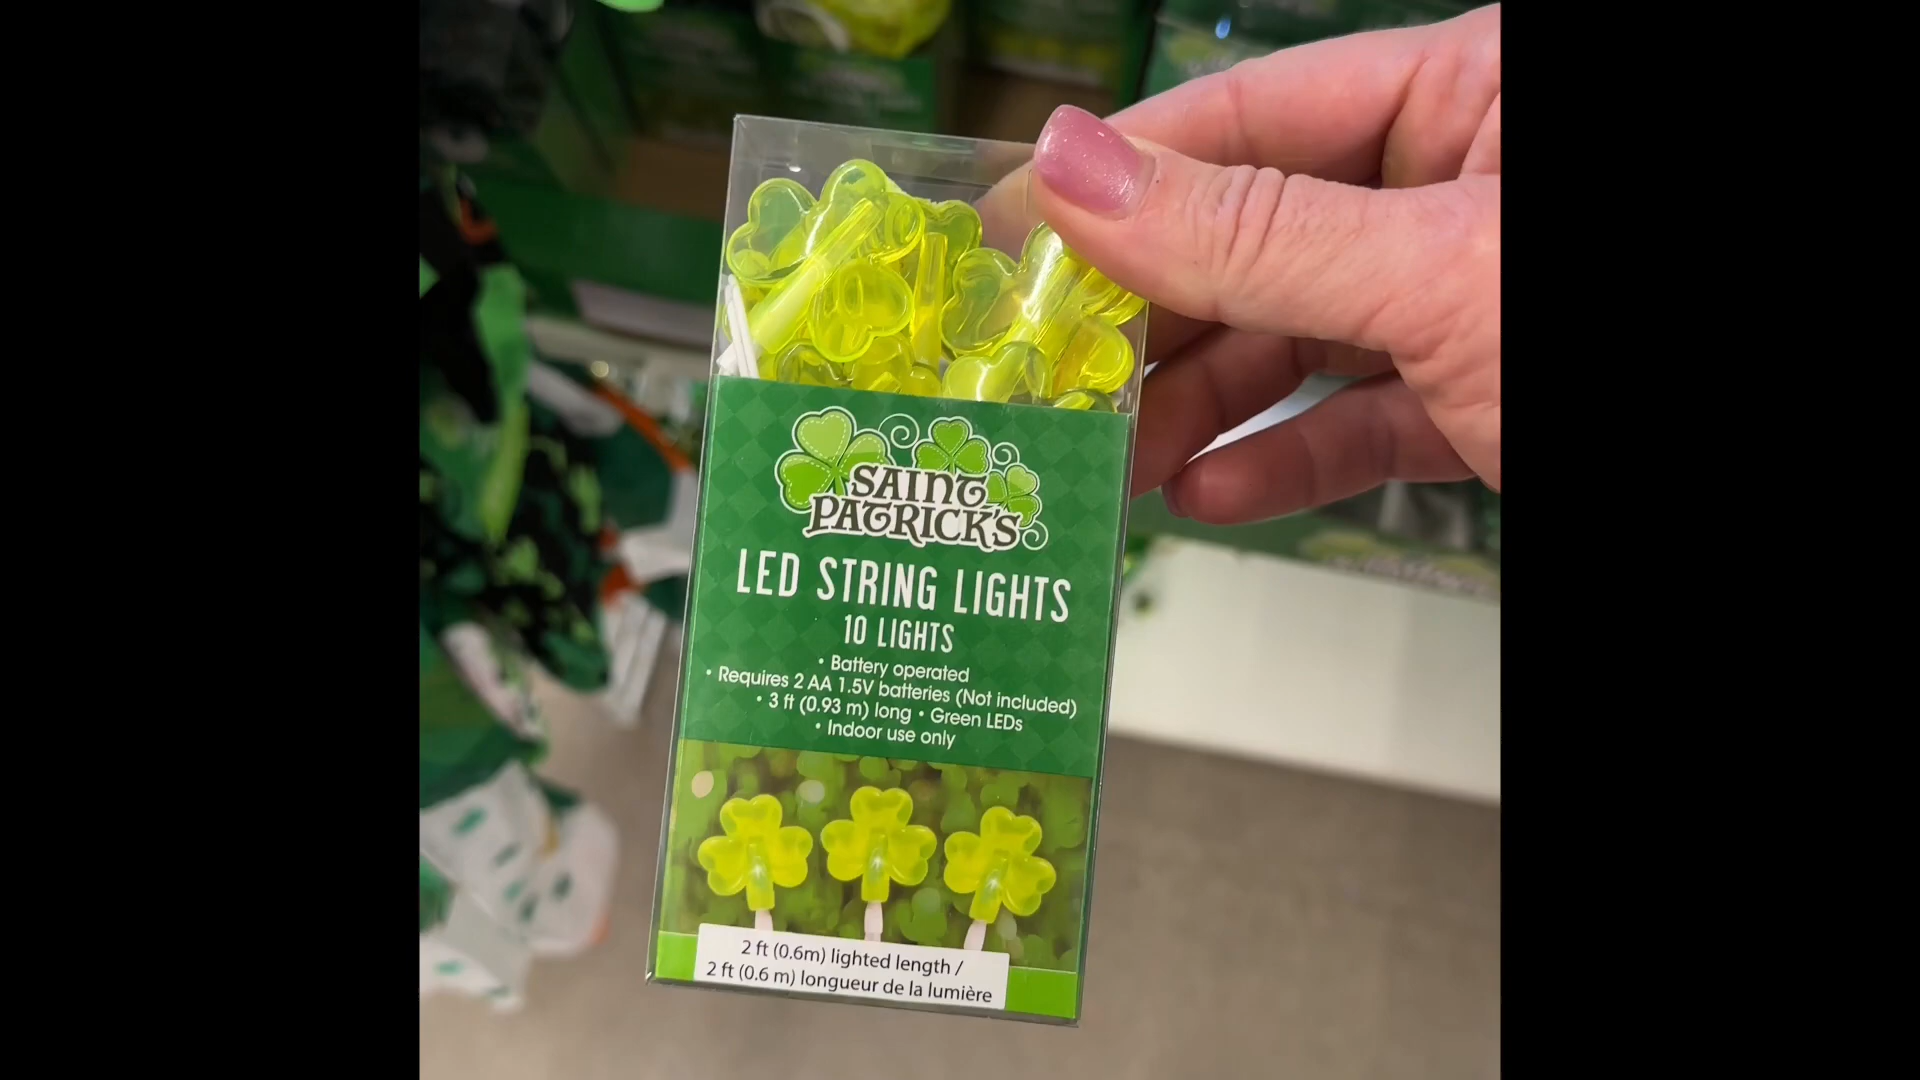 SAINT
PATRICK'S
LED STRING LIGHTS
10 LIGHTS
• Battery operated
• Requires 2 AA 1.5V batteries (Not included)
• 3 ft (0.93 m) long • Green LEDs
• Indoor use only
2 ft (0.6m) lighted length /
2 ft (0.6 m) longueur de la lumière